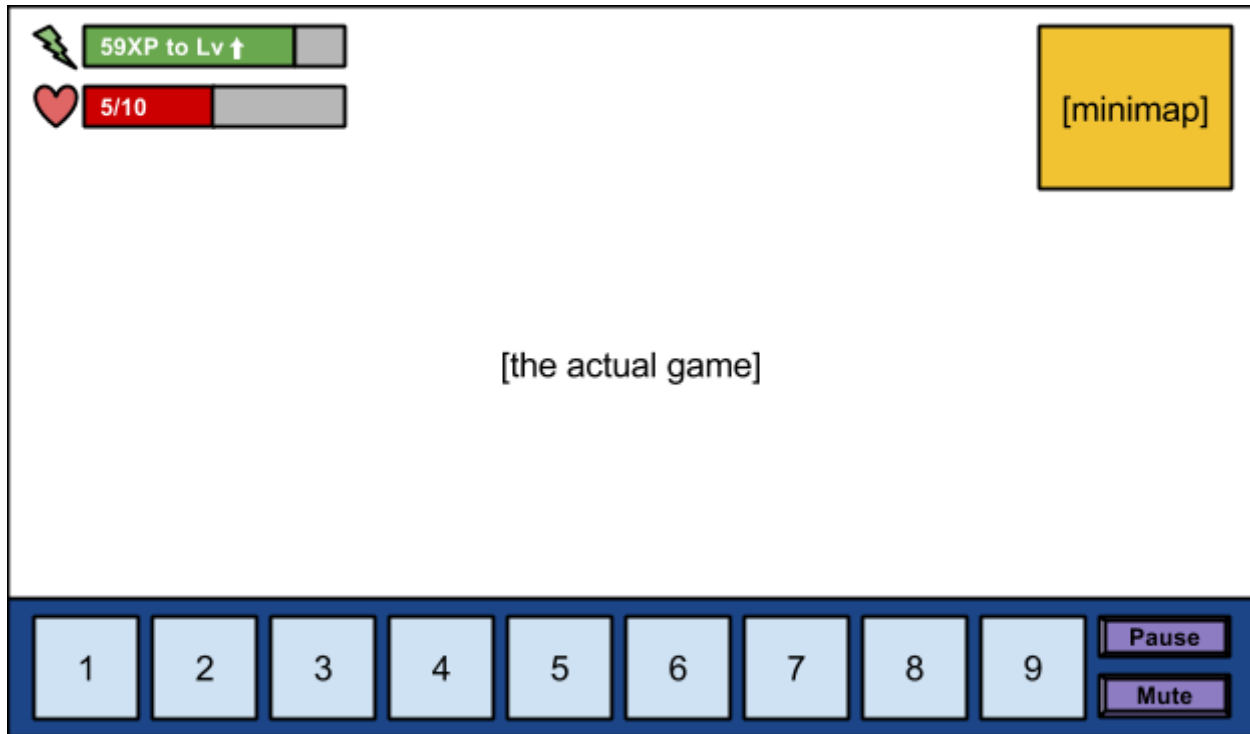 59XP to Lv ⬆
5/10
[minimap]
[the actual game]
1 2 3 4 5 6 7 8 9
Pause
Mute